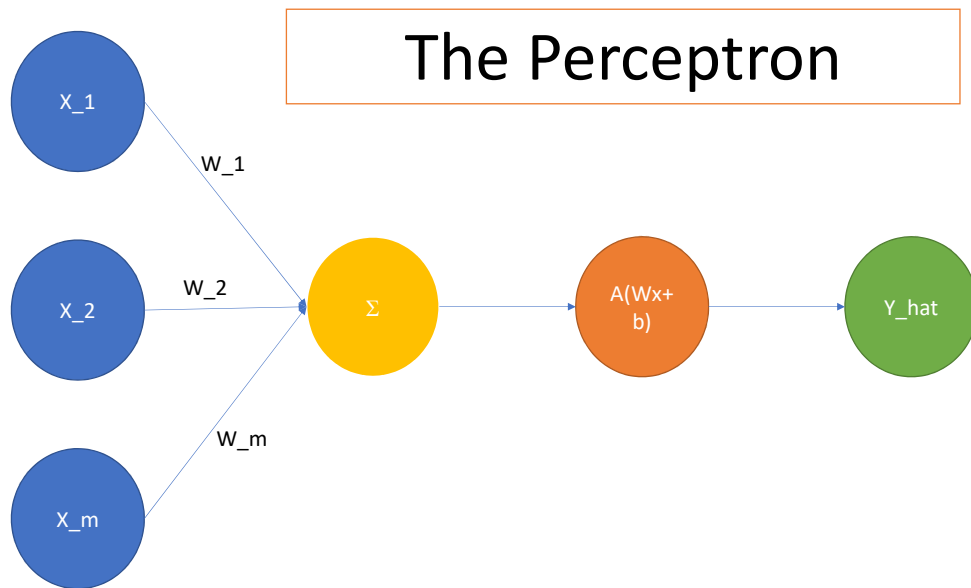 The Perceptron
X_1
W_1
X_2
W_2
Σ
A(Wx+
b)
Y_hat
W_m
X_m